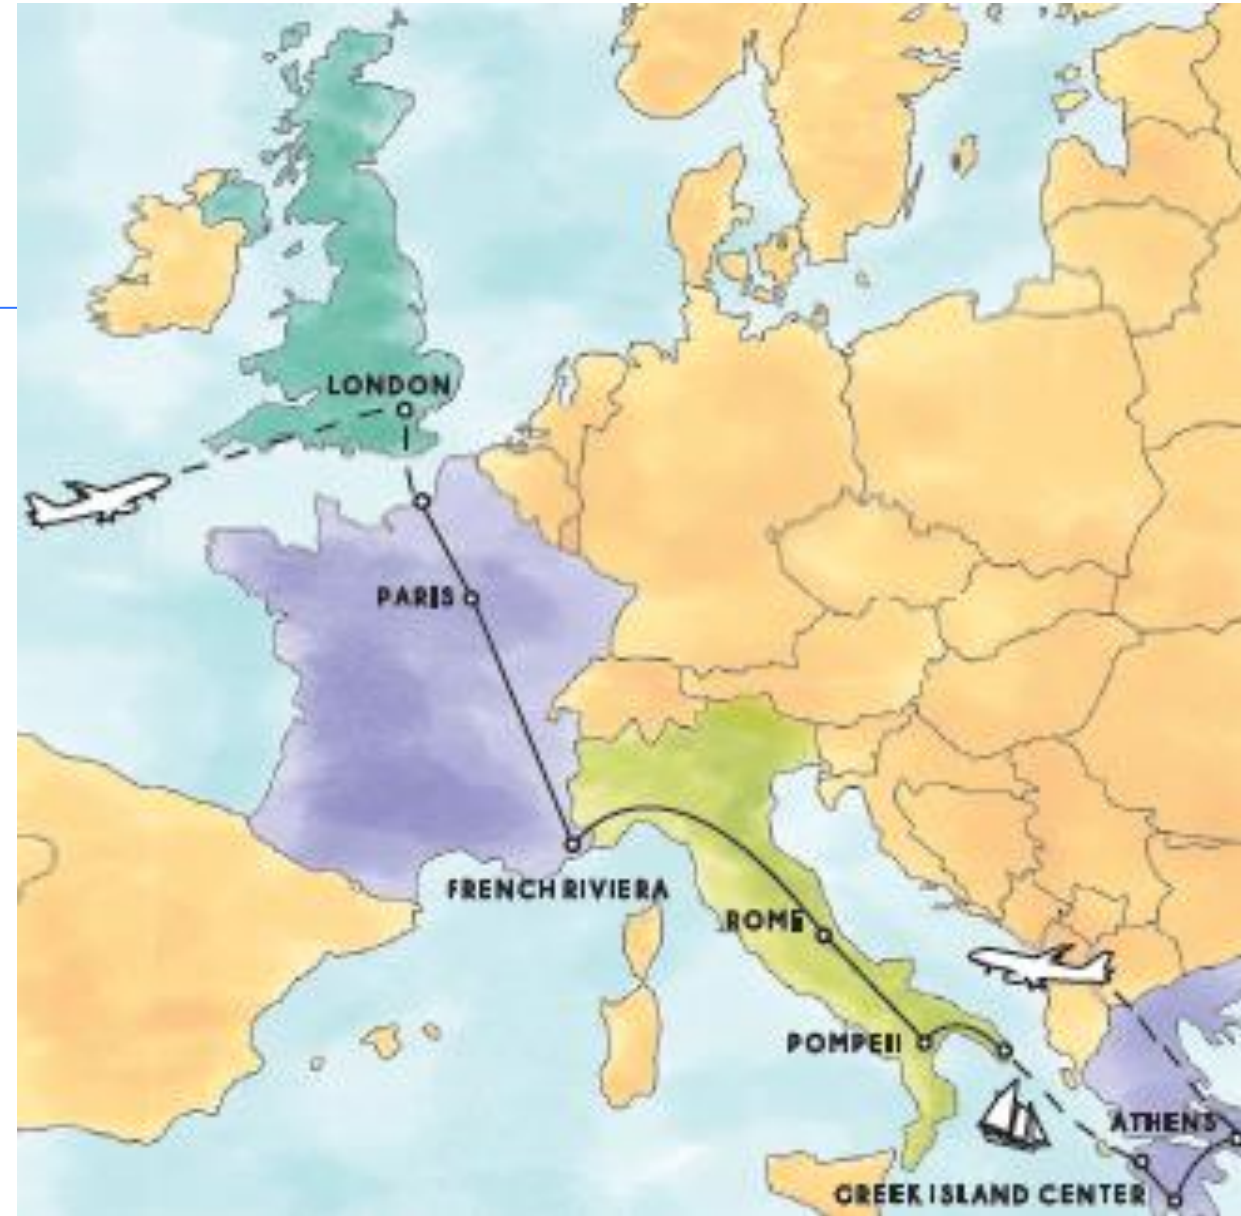 LONDON
PARIS
FRENCH RIVIERA
ROME
POMPEII
ATHENS
GREEK ISLAND CENTER